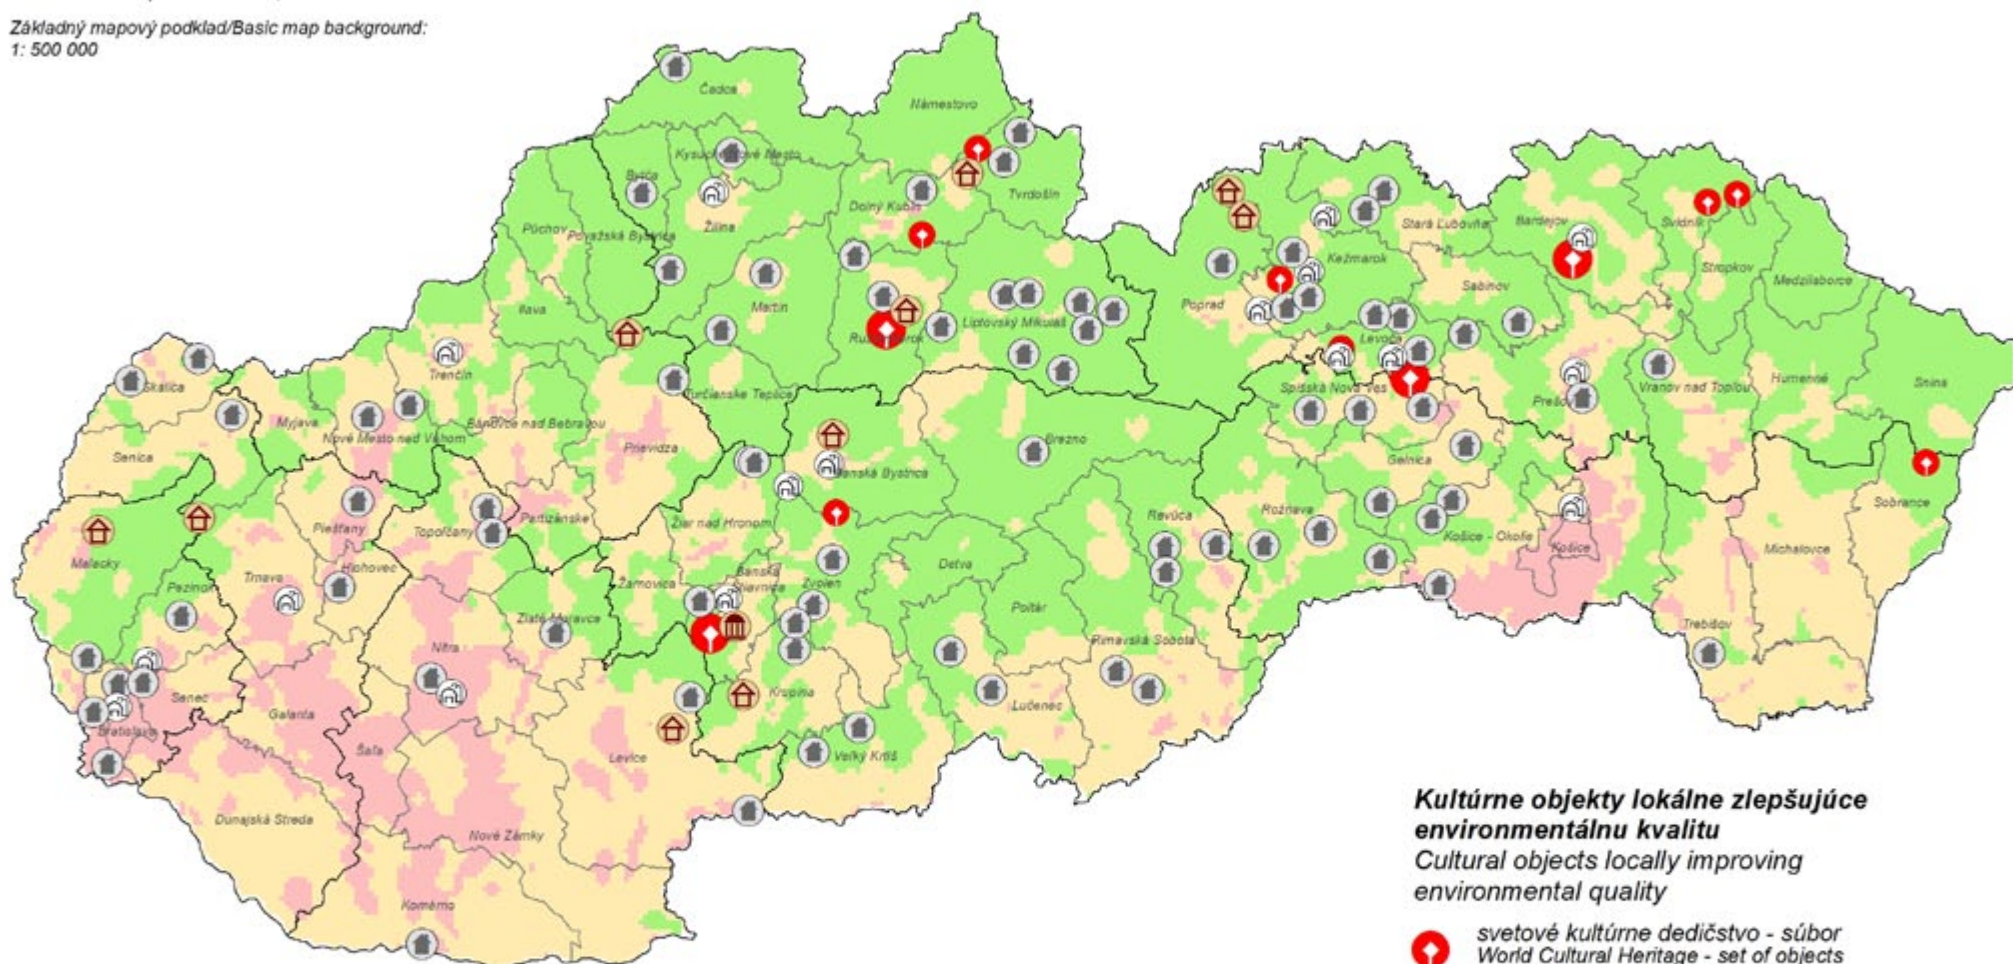 Základný mapový podklad/Basic map background:
1: 500 000
Čadca
Námestovo
Kysucké Nové Mesto
Bytča
Tvrdošín
Dolný Kubín
Žilina
Púchov
Považská Bystrica
Stará Ľubovňa
Bardejov
Svidník
Kežmarok
Stropkov
Medzilaborce
Sabinov
Martin
Ilava
Poprad
Liptovský Mikuláš
Ružomberok
Levoča
Trenčín
Skalica
Turčianske Teplice
Spišská Nová Ves
Vranov nad Topľou
Humenné
Snina
Prešov
Myjava
Nové Mesto nad Váhom
Bánovce nad Bebravou
Prievidza
Brezno
Senica
Gelnica
Banská Bystrica
Sobrance
Malacky
Piešťany
Topoľčany
Partizánske
Žiar nad Hronom
Revúca
Rožňava
Košice - Okolie
Košice
Michalovce
Trnava
Hlohovec
Pezinok
Žarnovica
Banská
Štiavnica
Zvolen
Detva
Poltár
Zlaté Moravce
Nitra
Rimavská Sobota
Trebišov
Senec
Galanta
Krupina
Lučenec
Bratislava
Šaľa
Levice
Veľký Krtíš
Dunajská Streda
Nové Zámky
Komárno
Kultúrne objekty lokálne zlepšujúce
environmentálnu kvalitu
Cultural objects locally improving
environmental quality
svetové kultúrne dedičstvo - súbor
World Cultural Heritage - set of objects